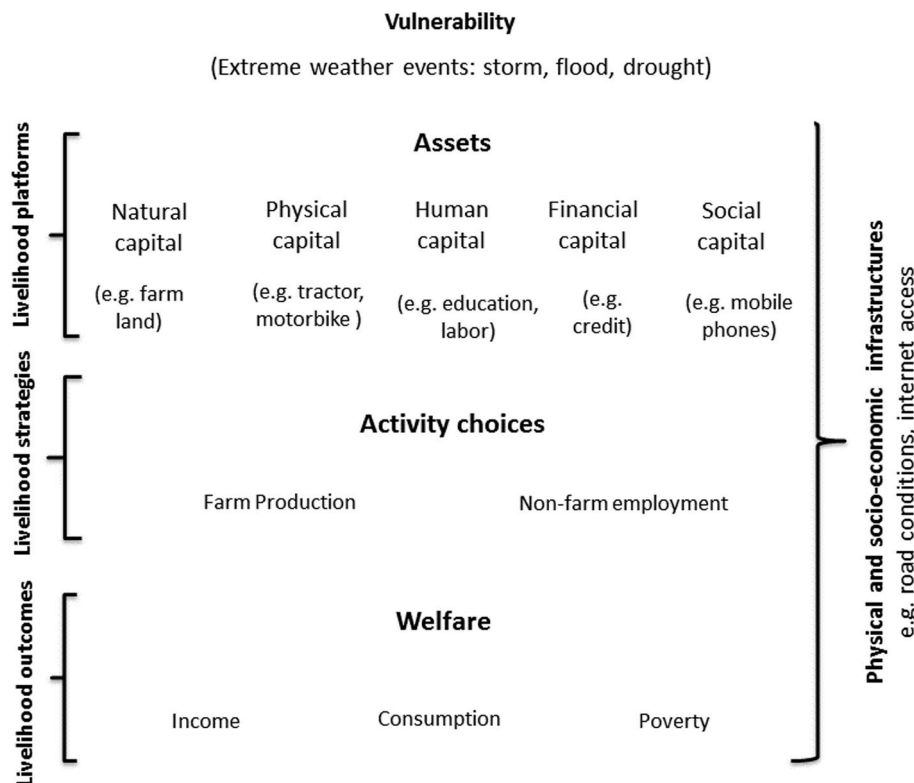 Vulnerability
(Extreme weather events: storm, flood, drought)
Livelihood platforms
Assets
Natural capital
Physical capital
Human capital
Financial capital
Social capital
(e.g. farm land)
(e.g. tractor, motorbike )
(e.g. education, labor)
(e.g. credit)
(e.g. mobile phones)
Livelihood strategies
Activity choices
Farm Production
Non-farm employment
Livelihood outcomes
Welfare
Income
Consumption
Poverty
Physical and socio-economic infrastructures
e.g. road conditions, internet access